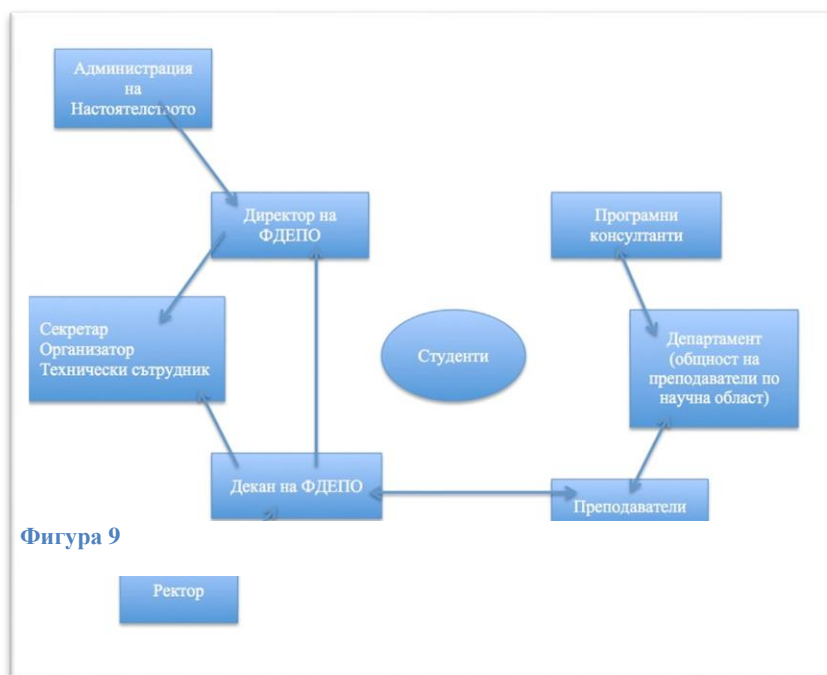 Администрация
на
Настоятелството
Директор на
ФДЕПО
Програмни
консултанти
Секретар
Организатор
Технически сътрудник
Студенти
Департамент
(общност на
преподаватели по
научна област)
Декан на ФДЕПО
Преподаватели
Фигура 9
Ректор